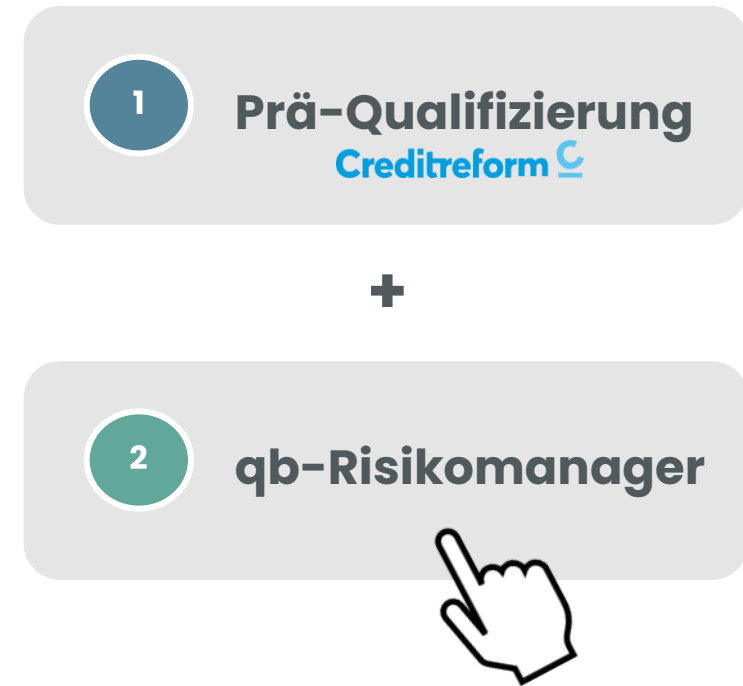 1
Prä-Qualifizierung
Creditreform C
+
2
qb-Risikomanager